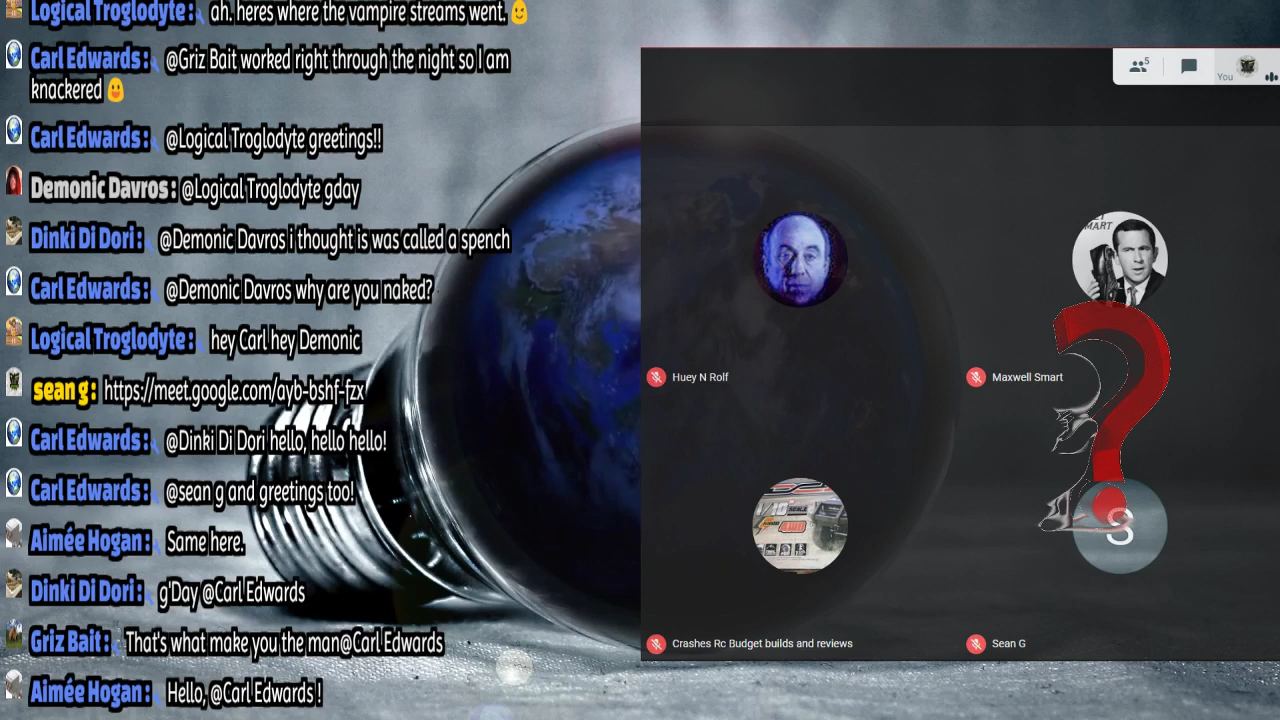 Logical Troglodyte: ah. heres where the vampire streams went.
Carl Edwards: @Griz Bait worked right through the night so I am
knackered
Carl Edwards: @Logical Troglodyte greetings!!
Demonic Davros: @Logical Troglodyte gday
Dinki Di Dori: @Demonic Davros i thought is was called a spench
Carl Edwards: @Demonic Davros why are you naked?
Logical Troglodyte: hey Carl hey Demonic
sean g: https://meet.google.com/ayb-bshf-fzx
Carl Edwards: @Dinki Di Dori hello, hello hello!
Carl Edwards: @sean g and greetings too!
Aimée Hogan: Same here.
Dinki Di Dori: g'Day @Carl Edwards
Griz Bait: That's what make you the man@Carl Edwards
Aimée Hogan: Hello, @Carl Edwards !
5
You
SMART
Huey N Rolf
Maxwell Smart
?
S
Crashes Rc Budget builds and reviews
Sean G